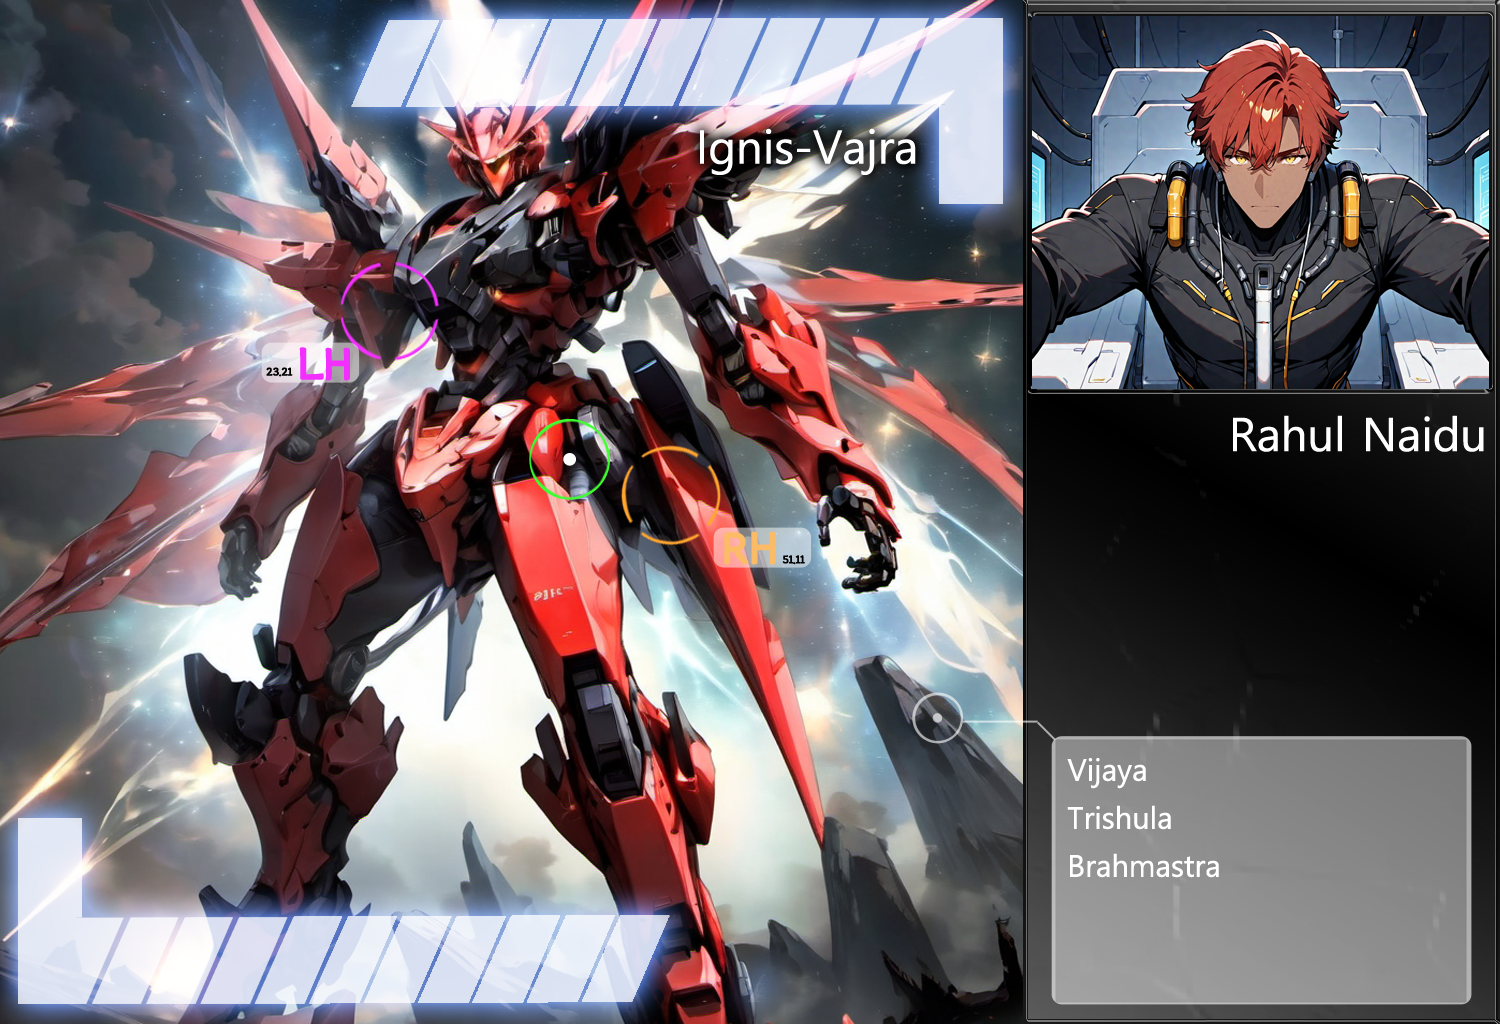 Ignis-Vajra
Rahul Naidu
23,21 LH
RH 51,11
Vijaya
Trishula
Brahmastra